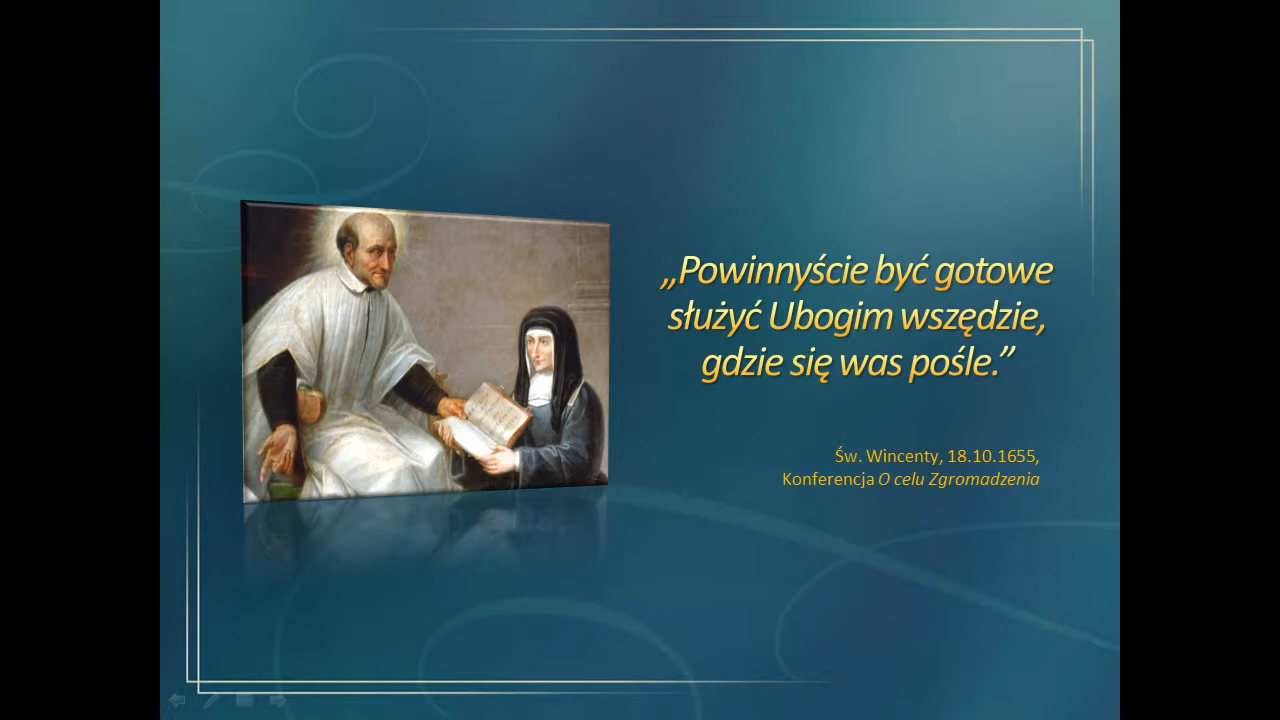 „Powinnyście być gotowe
służyć Ubogim wszędzie,
gdzie się was pośle.”
Św. Wincenty, 18.10.1655,
Konferencja O celu Zgromadzenia